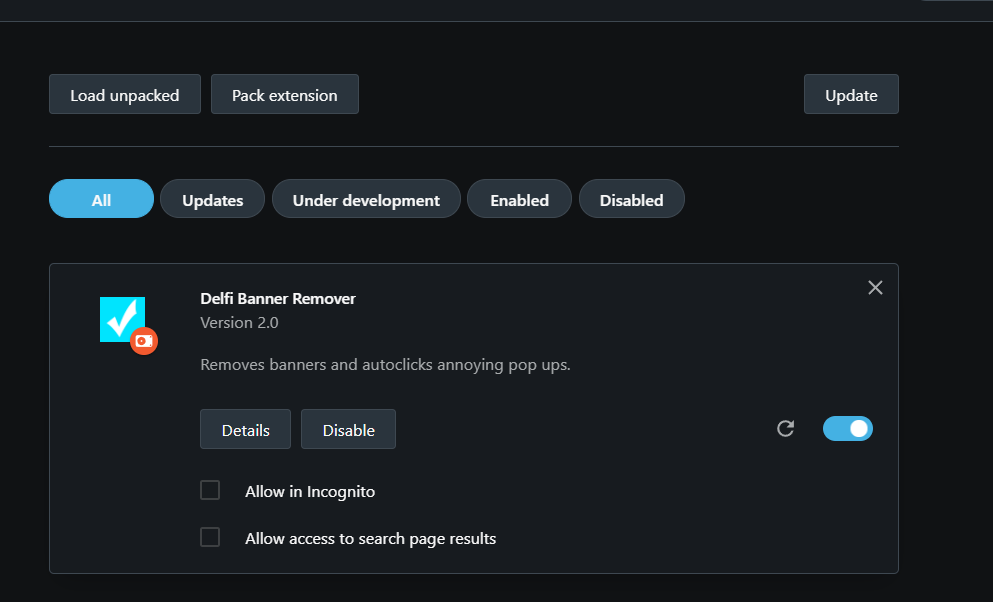 Load unpacked Pack extension Update
All Updates Under development Enabled Disabled
Delfi Banner Remover
Version 2.0
Removes banners and autoclicks annoying pop ups.
Details Disable
Allow in Incognito
Allow access to search page results